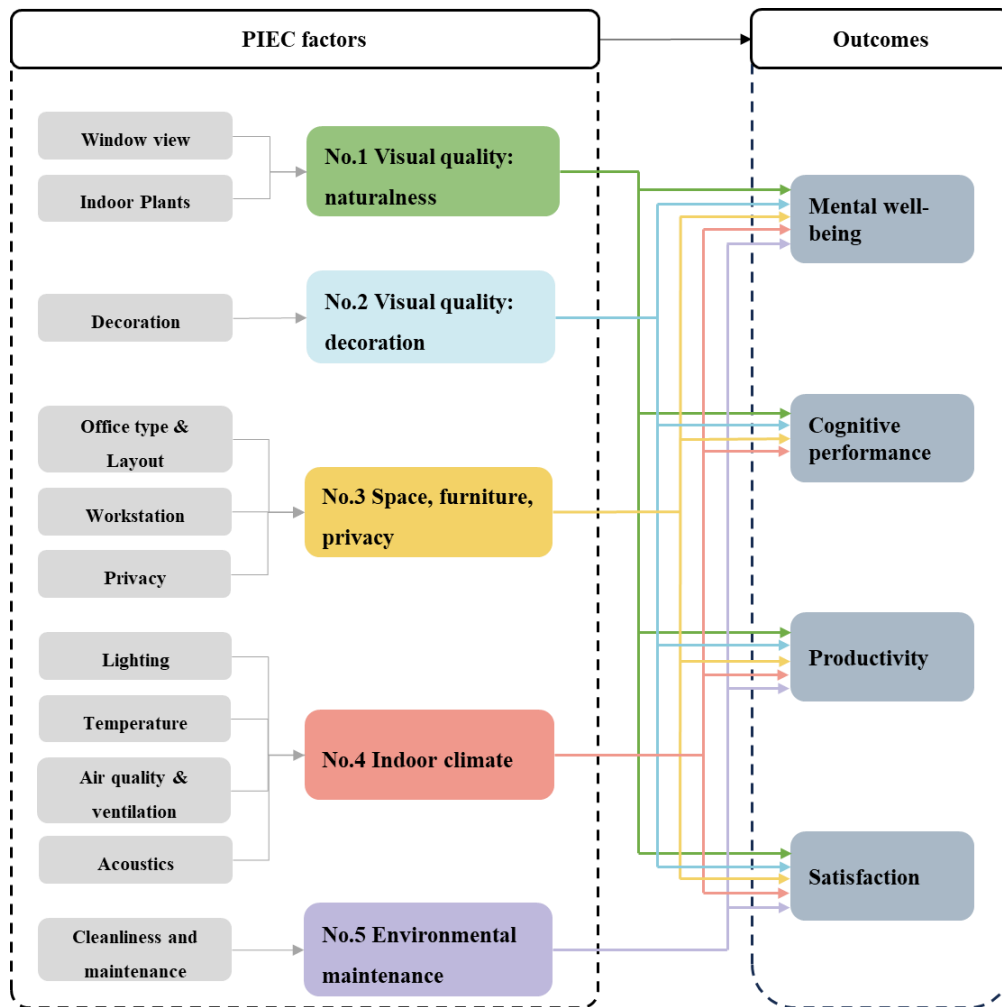 PIEC factors
Outcomes
Window view
Indoor Plants
No.1 Visual quality:
naturalness
Decoration
No.2 Visual quality:
decoration
Office type &
Layout
Workstation
Privacy
No.3 Space, furniture,
privacy
Lighting
Temperature
Air quality &
ventilation
Acoustics
No.4 Indoor climate
Cleanliness and
maintenance
No.5 Environmental
maintenance
Mental well-
being
Cognitive
performance
Productivity
Satisfaction